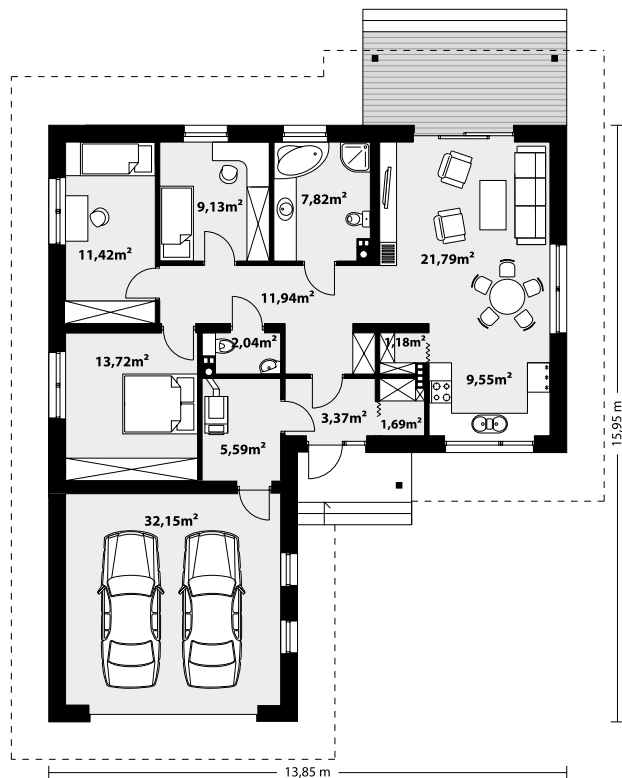 9,13m²
7,82m²
11,42m²
21,79m²
11,94m²
2,04m²
1,18m²
13,72m²
9,55m²
3,37m²
1,69m²
5,59m²
32,15m²
15,95 m
13,85 m